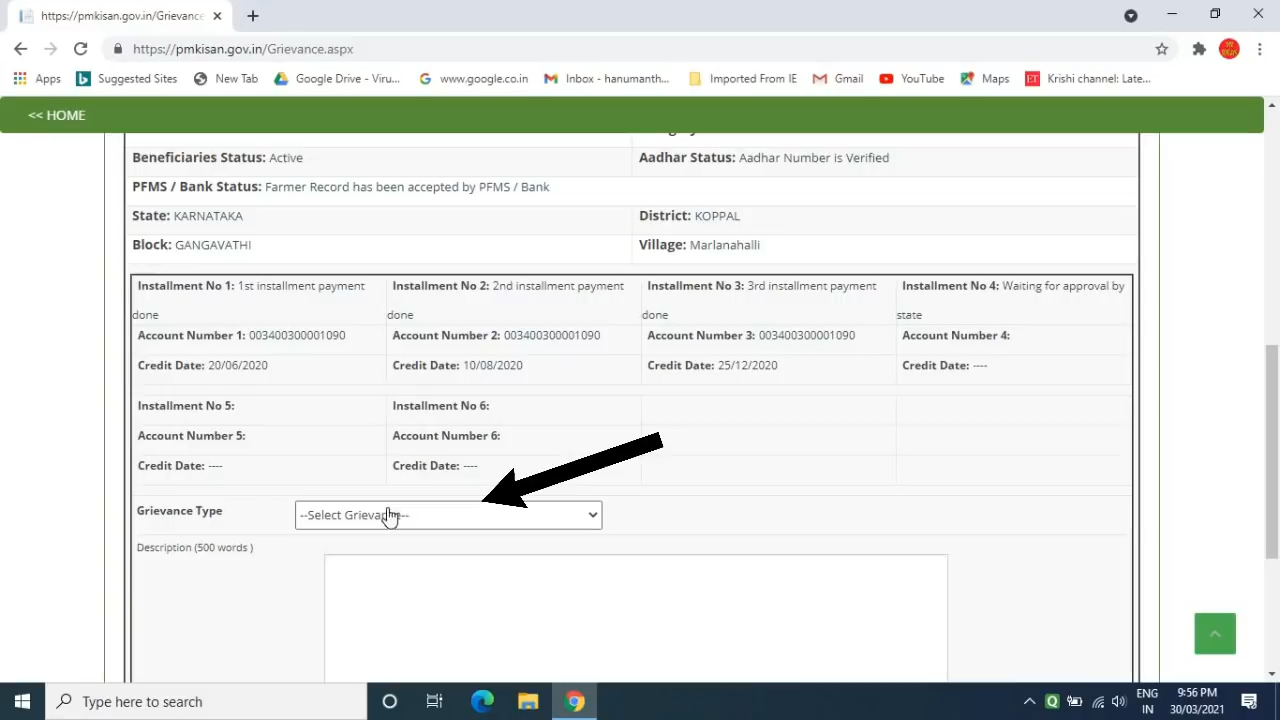 https://pmkisan.gov.in/Grievance
https://pmkisan.gov.in/Grievance.aspx
Apps Suggested Sites New Tab Google Drive - Viru... www.google.co.in Inbox - hanumanth... Imported From IE Gmail YouTube Maps ET Krishi channel: Late...
<< HOME
Beneficiaries Status: Active Aadhar Status: Aadhar Number is Verified
PFMS / Bank Status: Farmer Record has been accepted by PFMS / Bank
State: KARNATAKA District: KOPPAL
Block: GANGAVATHI Village: Marlanahalli
Installment No 1: 1st installment payment Installment No 2: 2nd installment payment Installment No 3: 3rd installment payment Installment No 4: Waiting for approval by
done done done state
Account Number 1: 003400300001090 Account Number 2: 003400300001090 Account Number 3: 003400300001090 Account Number 4:
Credit Date: 20/06/2020 Credit Date: 10/08/2020 Credit Date: 25/12/2020 Credit Date: ----
Installment No 5: Installment No 6:
Account Number 5: Account Number 6:
Credit Date: ---- Credit Date: ----
Grievance Type --Select Grievance--
Description (500 words )
Type here to search ENG 9:56 PM
IN 30/03/2021